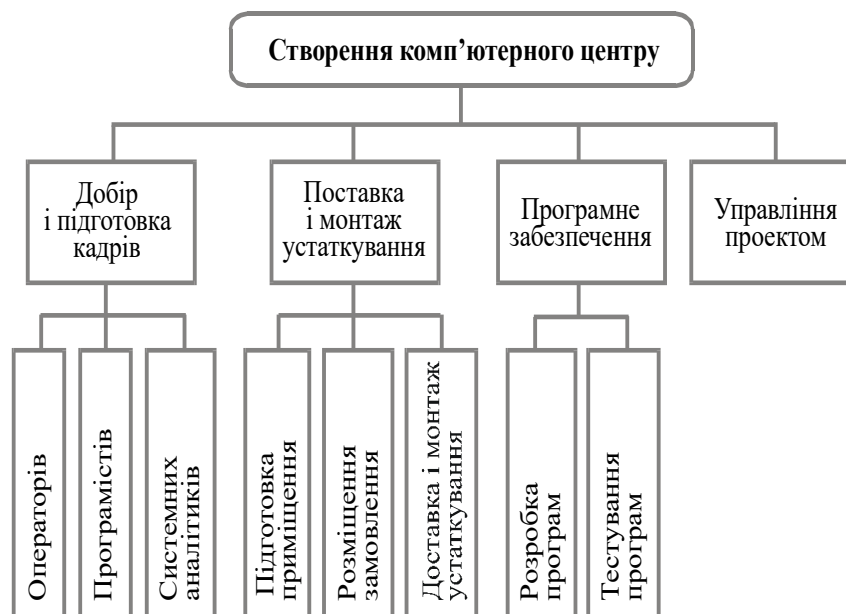 Створення комп’ютерного центру
Добір
і підготовка
кадрів
Поставка
і монтаж
устаткування
Програмне
забезпечення
Управління
проектом
Операторів
Програмістів
Системних
аналітиків
Підготовка
приміщення
Розміщення
замовлення
Доставка і монтаж
устаткування
Розробка
програм
Тестування
програм